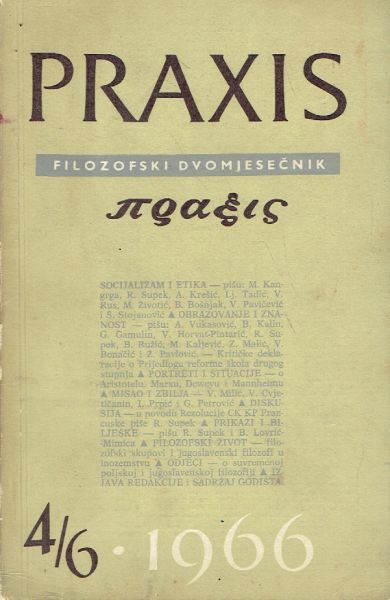 PRAXIS
FILOZOFSKI DVOMJESEČNIK
πραξις
SOCIJALIZAM I ETIKA — pišu: M. Kan-
grga, R. Supek, A. Krešić, Lj. Tadić, V.
Rus, M. Životić, B. Bošnjak, V. Pavićević
i S. Stojanović ▲ OBRAZOVANJE I ZNA-
NOST — pišu: A. Vukasović, B. Kalin,
G. Gamulin, V. Horvat-Pintarić, R. Su-
pek, B. Ružić, M. Kaljević, Z. Malić, V.
Bonačić i Ž. Pavlović. — Kritičke dekla-
racije o Prijedlogu reforme škola drugog
stupnja ▲ PORTRETI I SITUACIJE — o
Aristotelu, Marxu, Deweyu i Mannheimu
▲ MISAO I ZBILJA — V. Milić, V. Cvje-
tičanin, I. Prpić i G. Petrović ▲ DISKU-
SIJA — u povodu Rezolucije CK KP Fran-
cuske piše R. Supek ▲ PRIKAZI I BI-
LJEŠKE — pišu R. Supek i B. Lovrić-
Mimica ▲ FILOZOFSKI ŽIVOT — filo-
zofski skupovi i jugoslavenski filozofi u
inozemstvu ▲ ODJECI — o suvremenoj
poljskoj i jugoslavenskoj filozofiji ▲ IZ-
JAVA REDAKCIJE I SADRŽAJ GODIŠTA.
4/6 · 1966